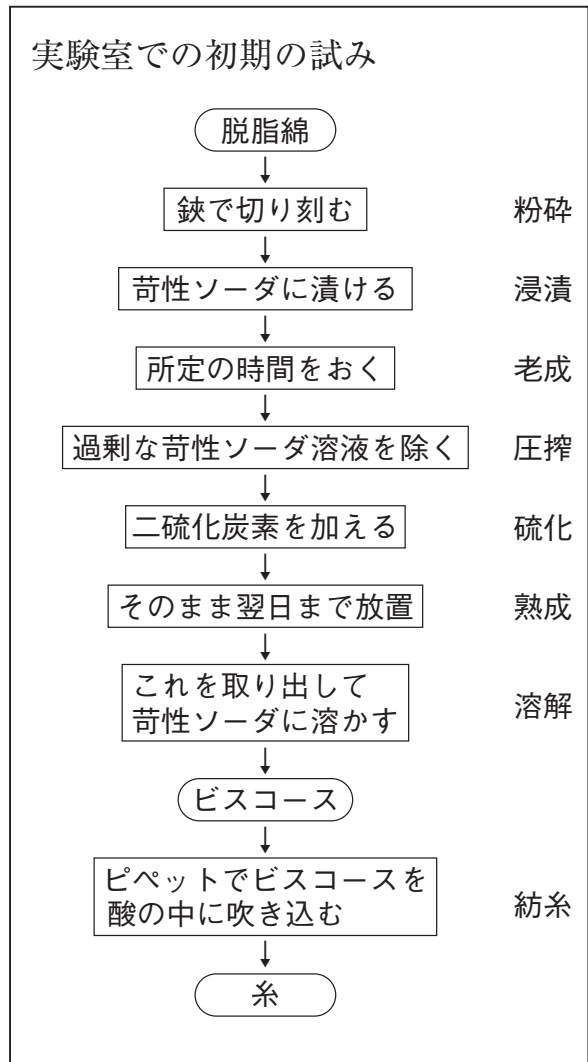 実験室での初期の試み
脱脂綿
鋏で切り刻む 粉砕
苛性ソーダに漬ける 浸漬
所定の時間をおく 老成
過剰な苛性ソーダ溶液を除く 圧搾
二硫化炭素を加える 硫化
そのまま翌日まで放置 熟成
これを取り出して
苛性ソーダに溶かす 溶解
ビスコース
ピペットでビスコースを
酸の中に吹き込む 紡糸
糸